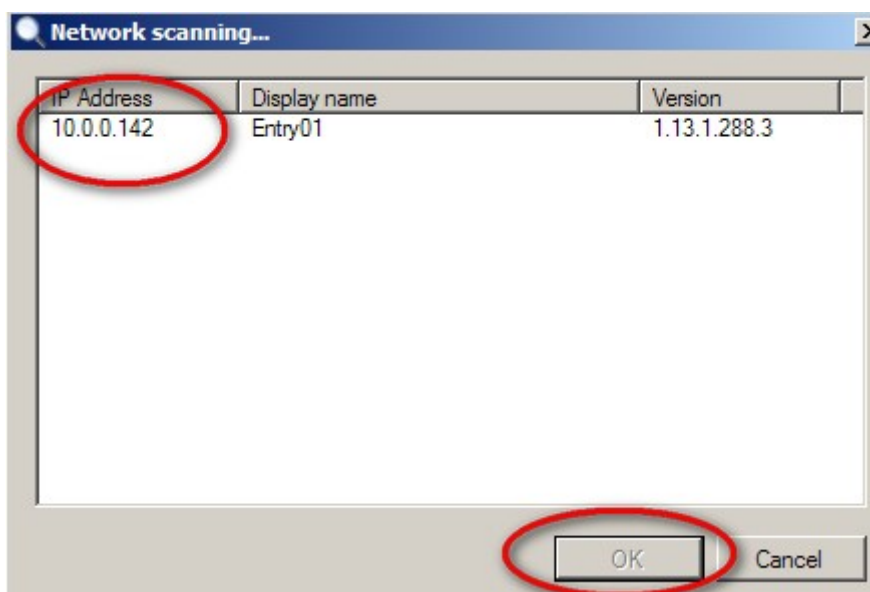 Network scanning...
IP Address Display name Version
10.0.0.142 Entry01 1.13.1.288.3
OK Cancel